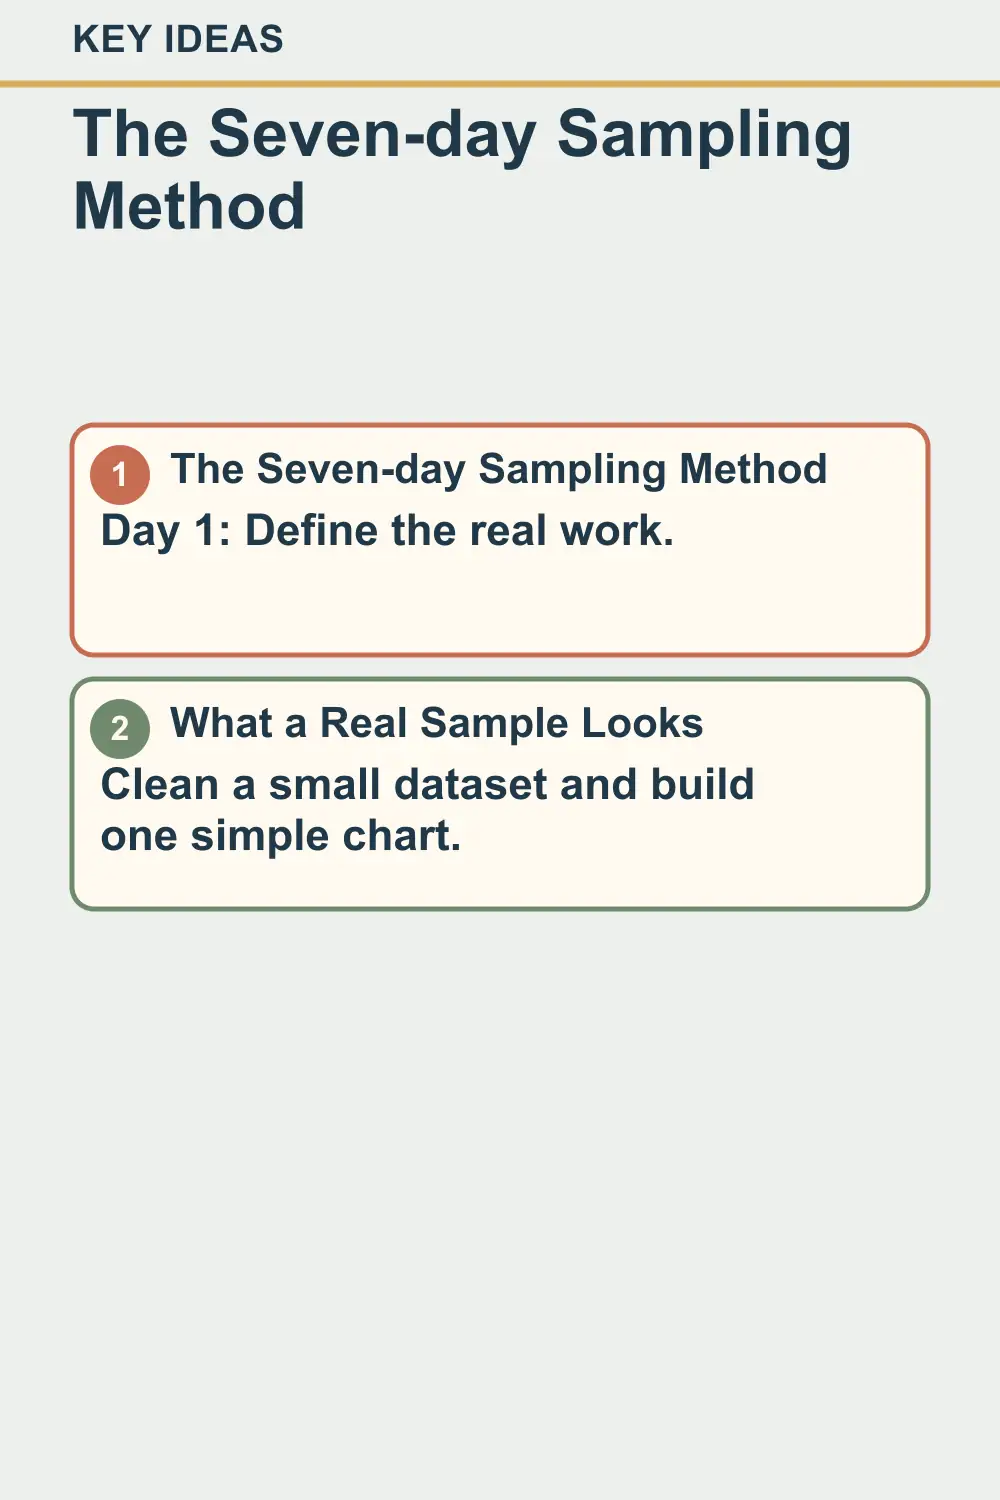 KEY IDEAS
The Seven-day Sampling
Method
1
The Seven-day Sampling Method
Day 1: Define the real work.
2
What a Real Sample Looks
Clean a small dataset and build
one simple chart.